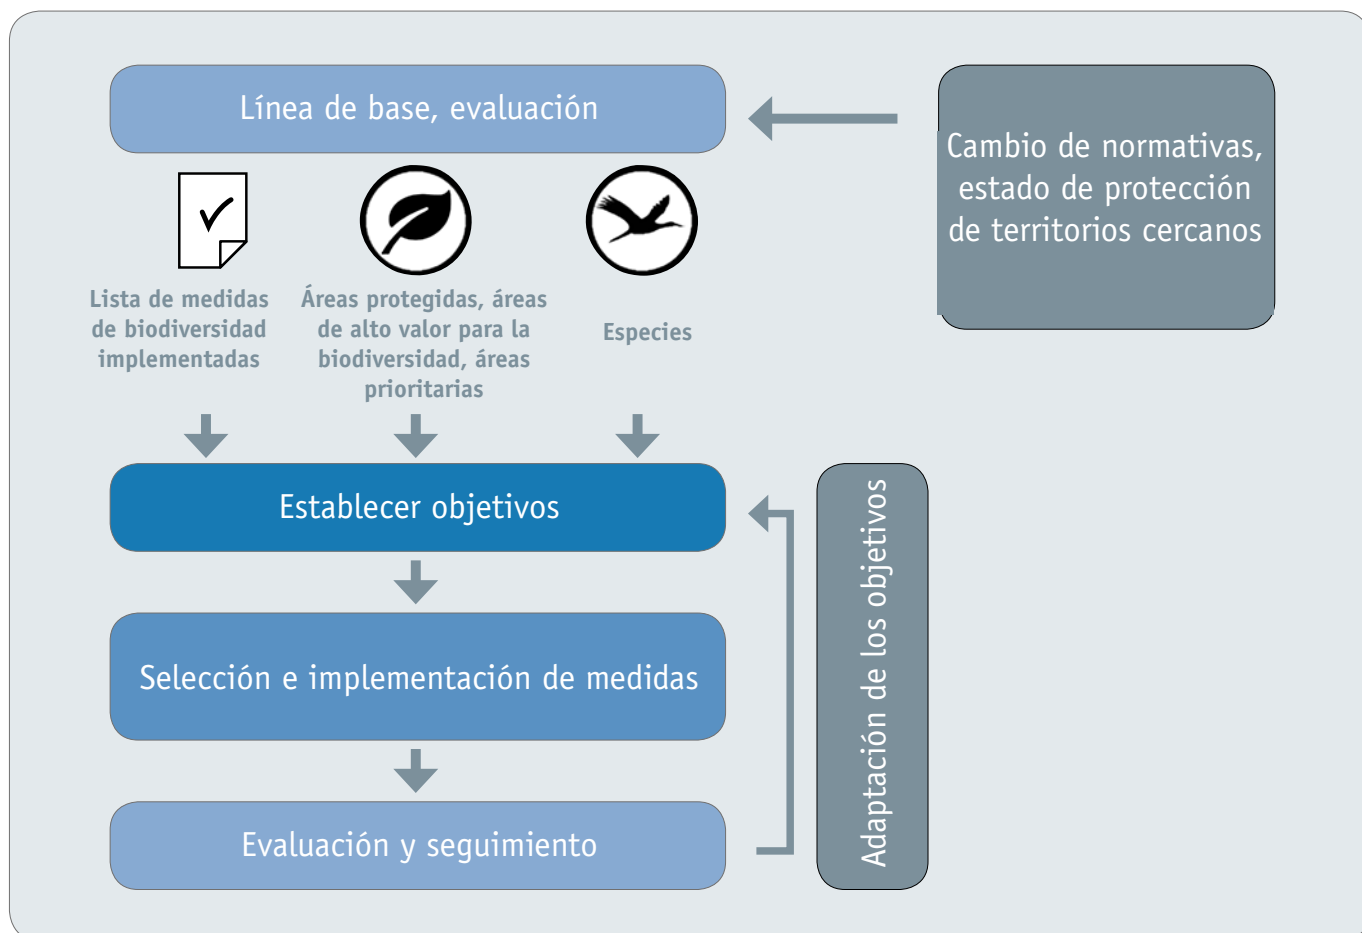 Línea de base, evaluación
Cambio de normativas,
estado de protección
de territorios cercanos
Lista de medidas
de biodiversidad
implementadas
Áreas protegidas, áreas
de alto valor para la
biodiversidad, áreas
prioritarias
Especies
Establecer objetivos
Selección e implementación de medidas
Evaluación y seguimiento
Adaptación de los objetivos